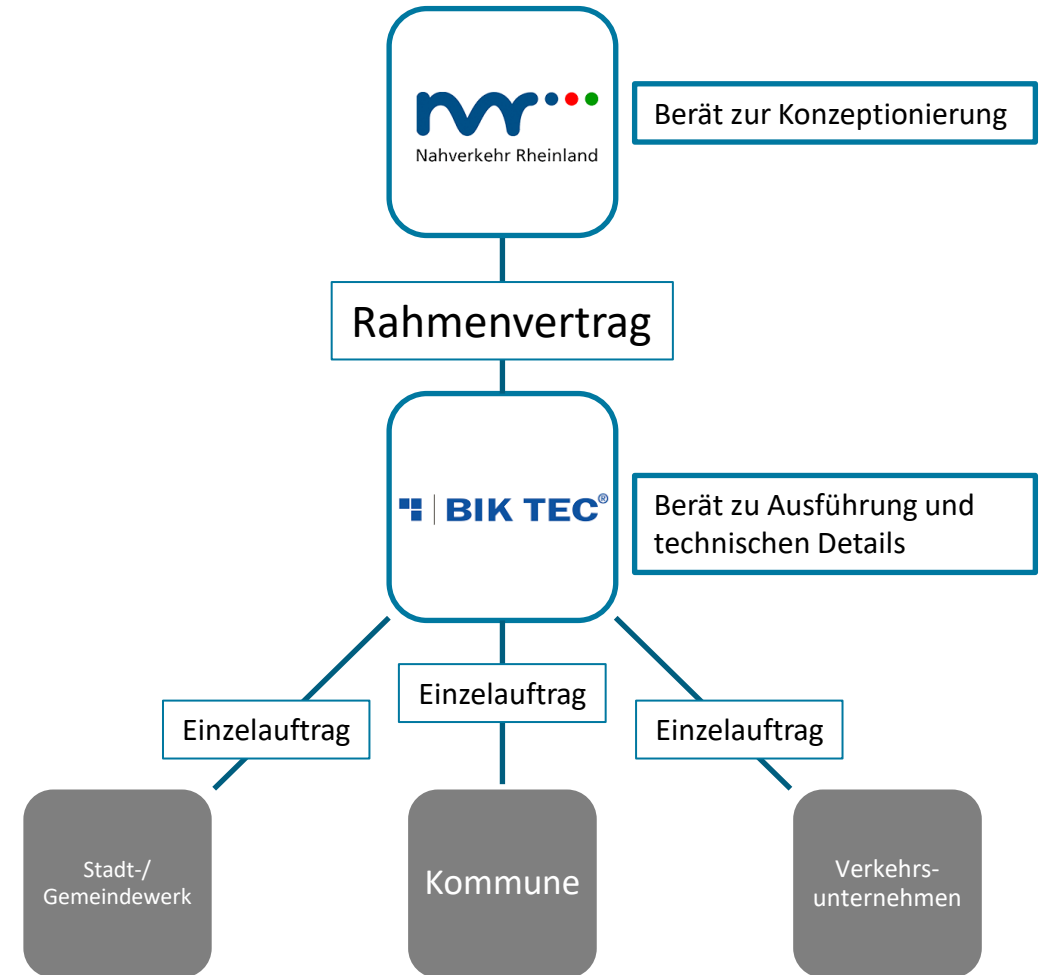 nvr
Nahverkehr Rheinland
Berät zur Konzeptionierung
Rahmenvertrag
BIK TEC®
Berät zu Ausführung und
technischen Details
Einzelauftrag
Einzelauftrag
Einzelauftrag
Stadt-/
Gemeindewerk
Kommune
Verkehrs-
unternehmen